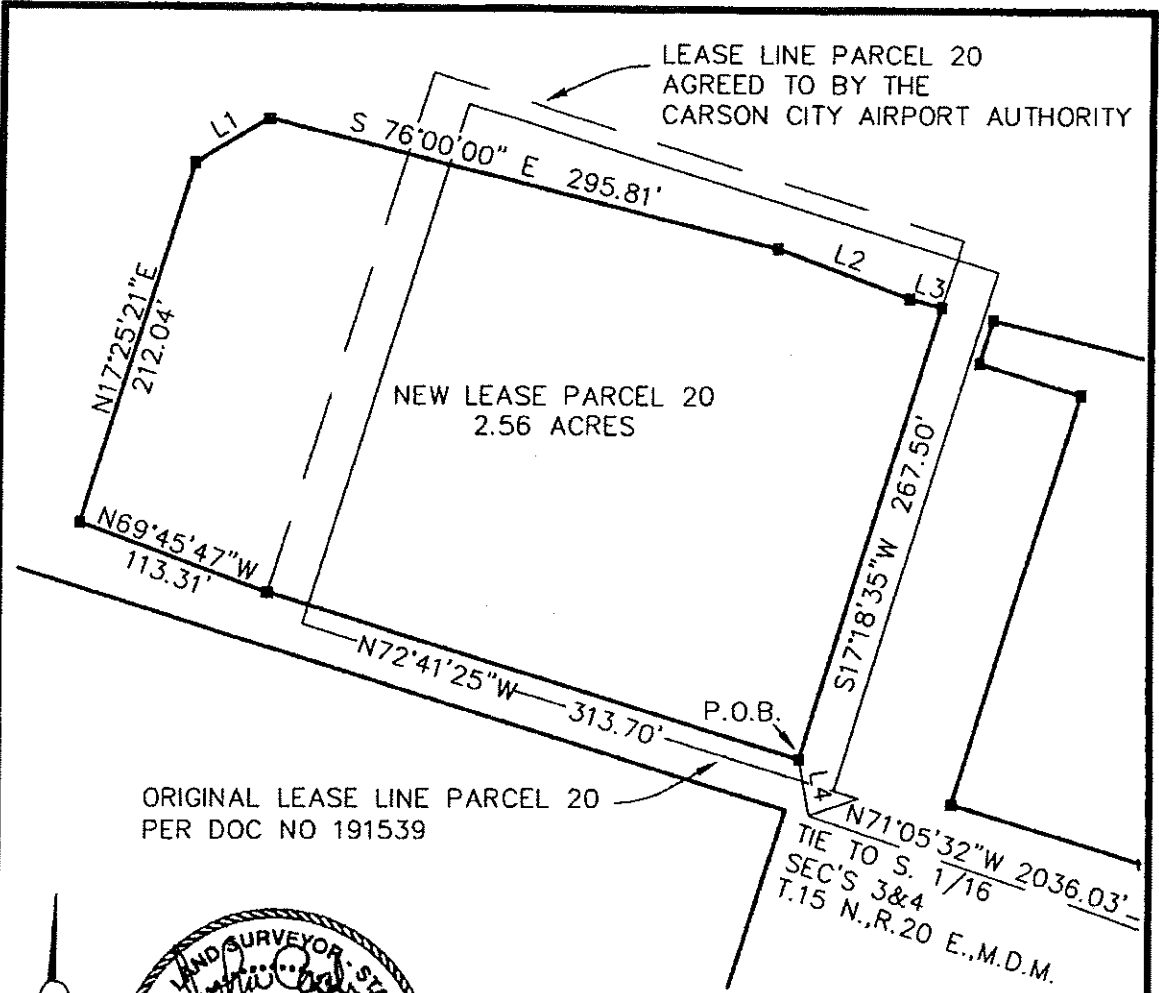 LEASE LINE PARCEL 20
AGREED TO BY THE
CARSON CITY AIRPORT AUTHORITY
L1
S 76°00'00" E 295.81'
L2
L3
N17°25'21"E
212.04'
NEW LEASE PARCEL 20
2.56 ACRES
S17°18'35"W 267.50'
N69°45'47"W
113.31'
N72°41'25"W
313.70'
P.O.B.
L4
ORIGINAL LEASE LINE PARCEL 20
PER DOC NO 191539
N71°05'32"W 2036.03'
TIE TO S. 1/16
SEC'S 3&4
T.15 N.,R.20 E.,M.D.M.
LAND SURVEYOR